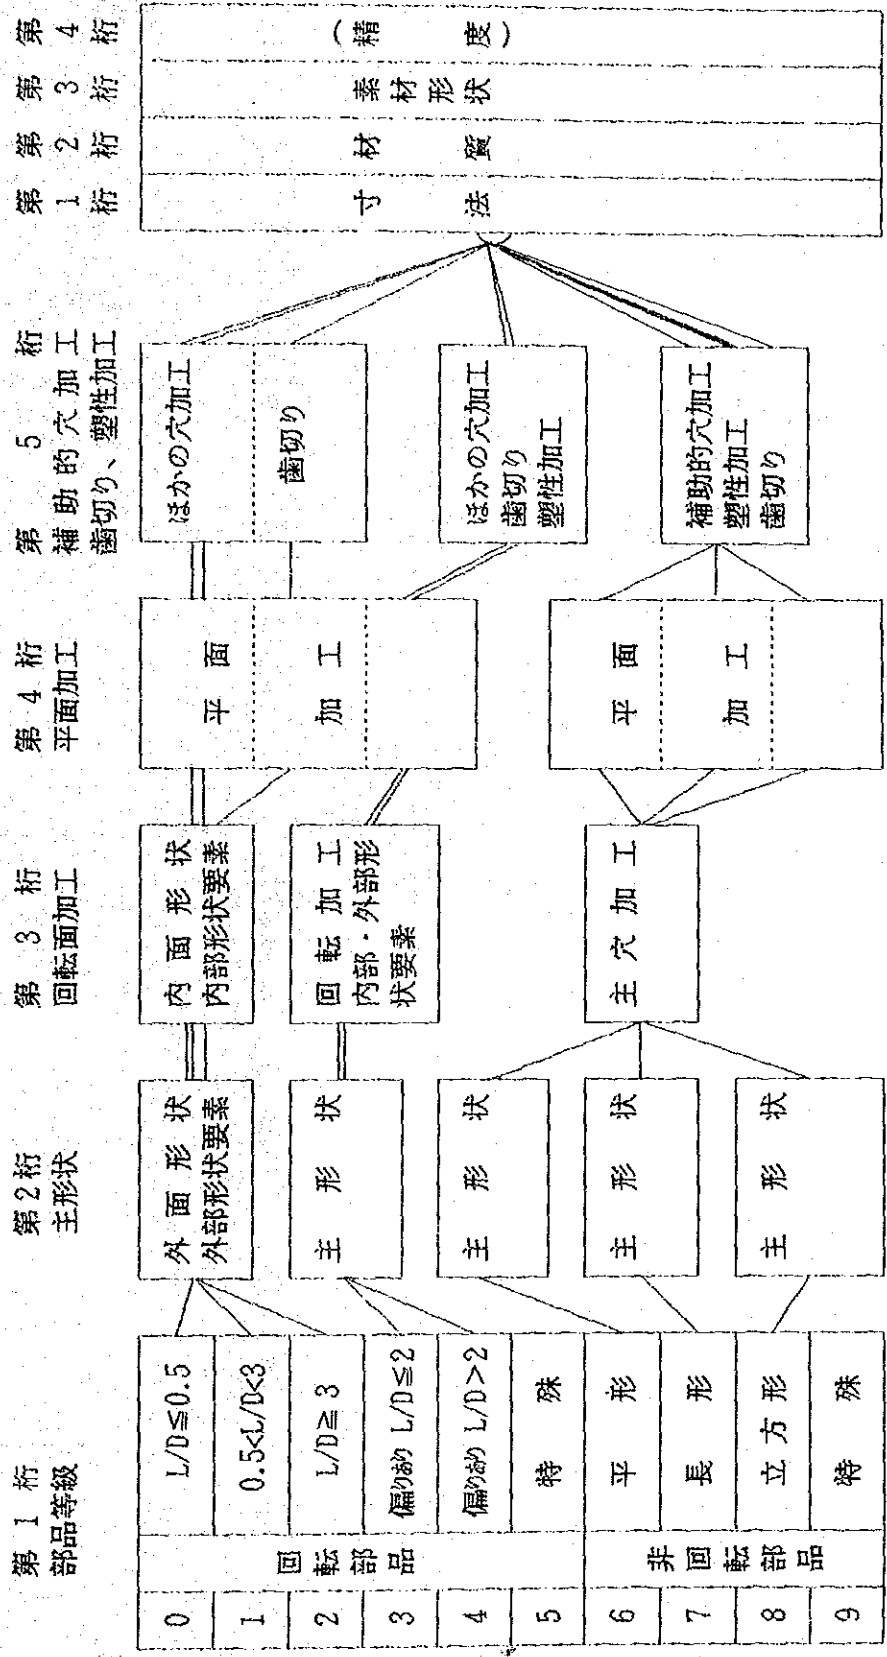 第 1 桁
部品等級
第2桁
主形状
第 3 桁
回転面加工
第 4 桁
平面加工
第 5 桁
補助的穴加工
歯切り、塑性加工
第1桁
第2桁
第3桁
第4桁
0
1
2
3
4
5
6
7
8
9
回転部品
非回転部品
L/D≦0.5
0.5<L/D<3
L/D≧3
偏りあり L/D≦2
偏りあり L/D>2
特殊
平形
長形
立方形
特殊
外面形状
外部形状要素
主形状
主形状
主形状
主形状
内面形状
内部形状要素
回転加工
内部・外部形
状要素
主穴加工
平面
加工
平面
加工
ほかの穴加工
歯切り
ほかの穴加工
歯切り
塑性加工
補助的穴加工
塑性加工
歯切り
寸法
材質
素材形状
(精度)